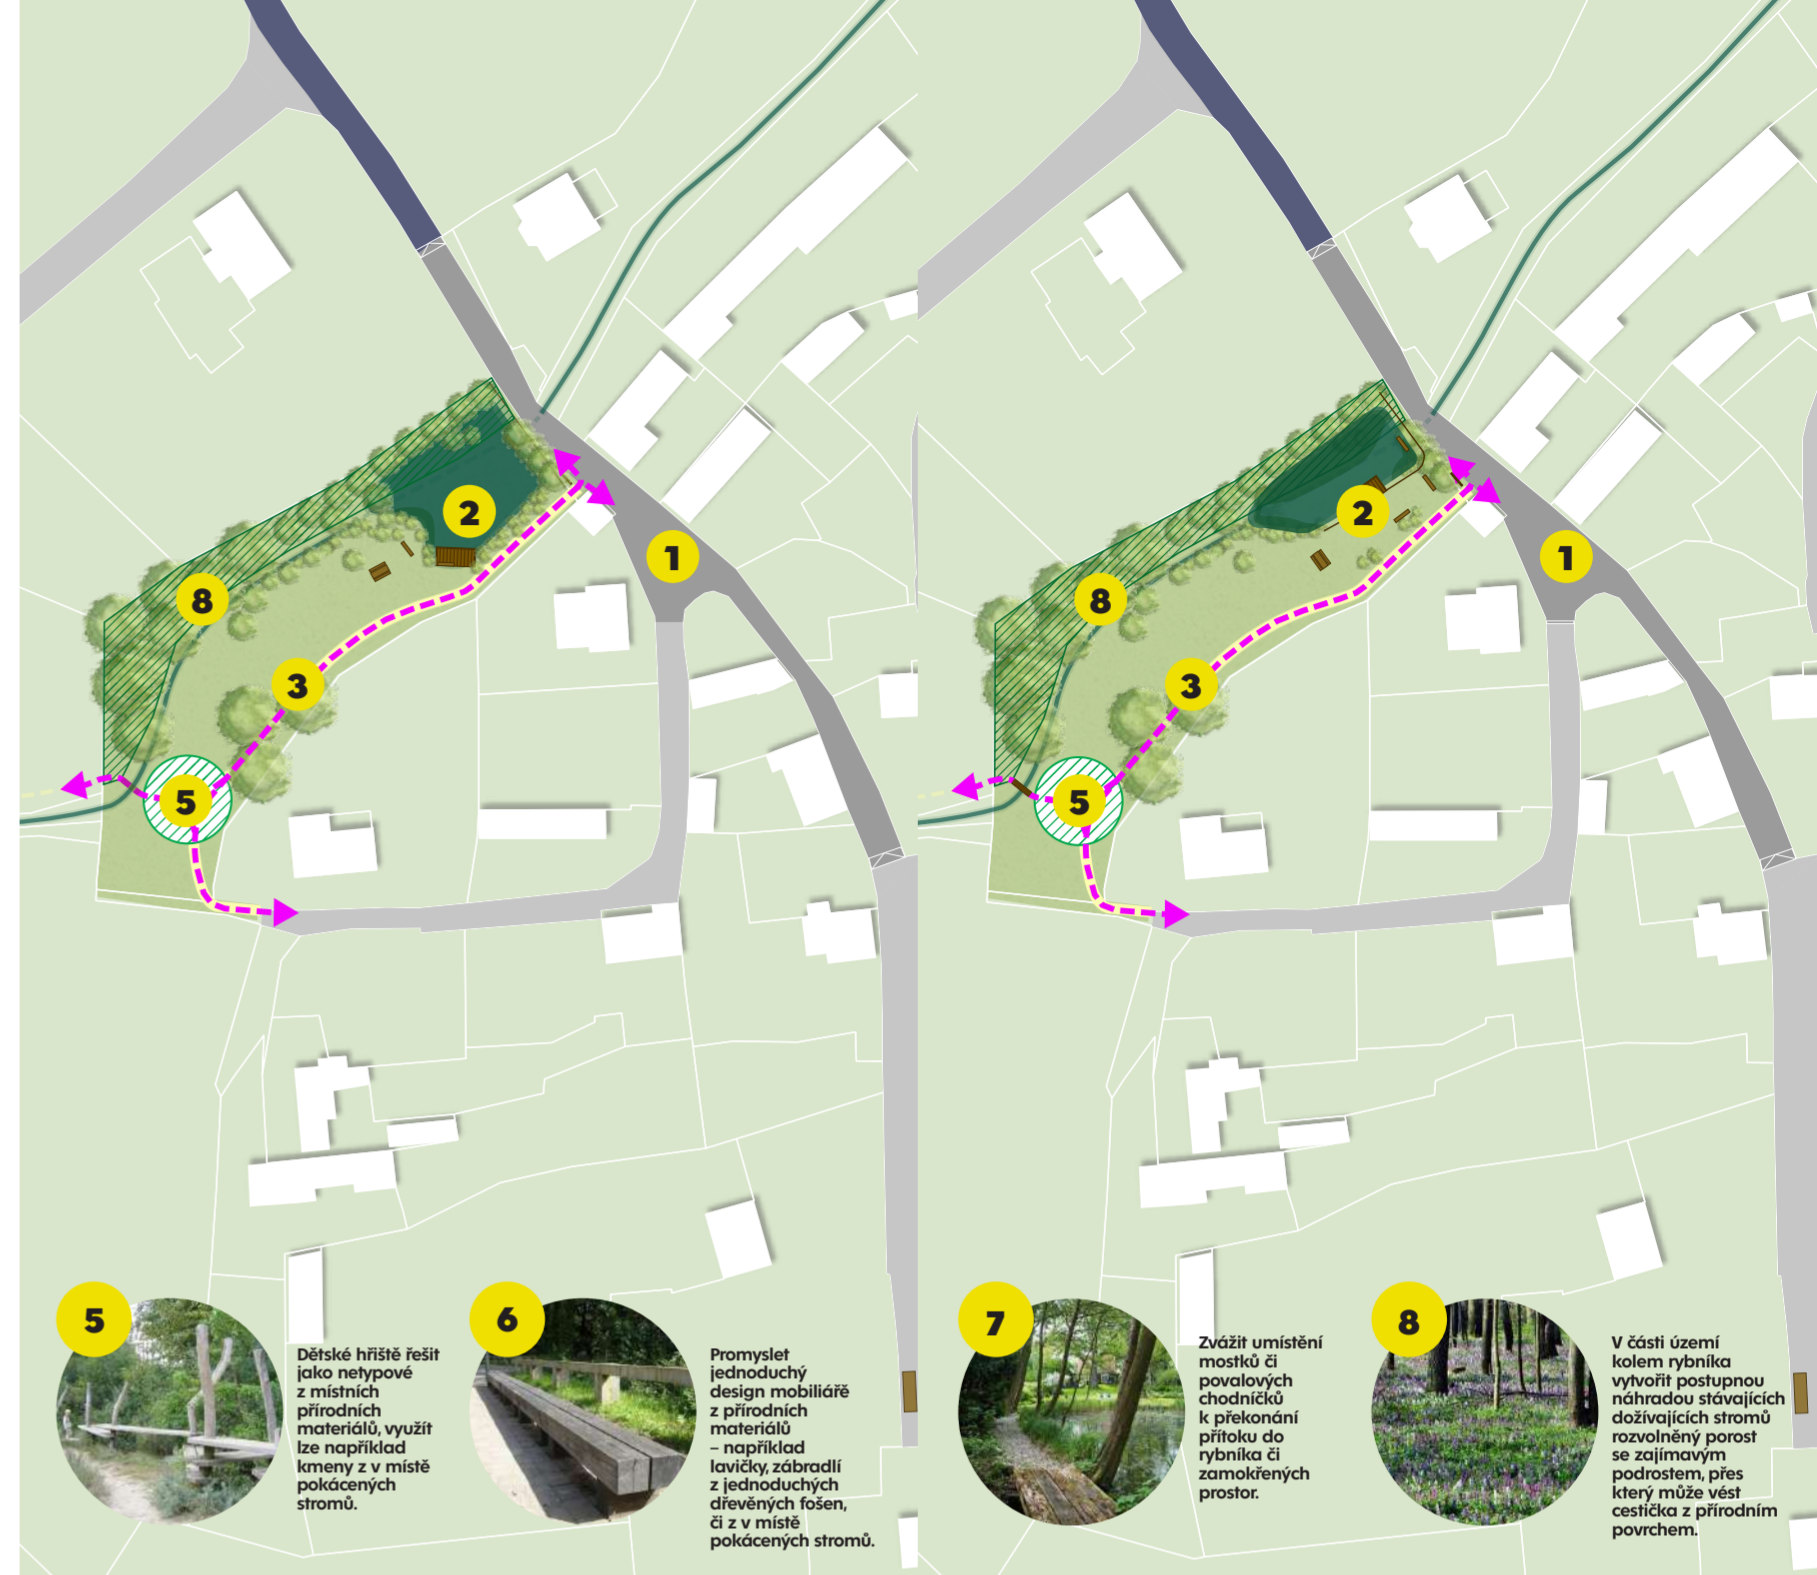 2
1
8
3
5
2
1
8
3
5
5
Dětské hřiště řešit
jako netypové
z místních
přírodních
materiálů, využít
lze například
kmeny z v místě
pokácených
stromů.
6
Promyslet
jednoduchý
design mobiliářě
z přírodních
materiálů
– například
lavičky, zábradlí
z jednoduchých
dřevěných fošen,
či z v místě
pokácených stromů.
7
Zvážit umístění
mostků či
povalových
chodníčků
k překonání
přítoku do
rybníka či
zamokřených
prostor.
8
V části území
kolem rybníka
vytvořit postupnou
náhradou stávajících
dožívajících stromů
rozvolněný porost
se zajímavým
podrostem, přes
který může vést
cestička z přírodním
povrchem.